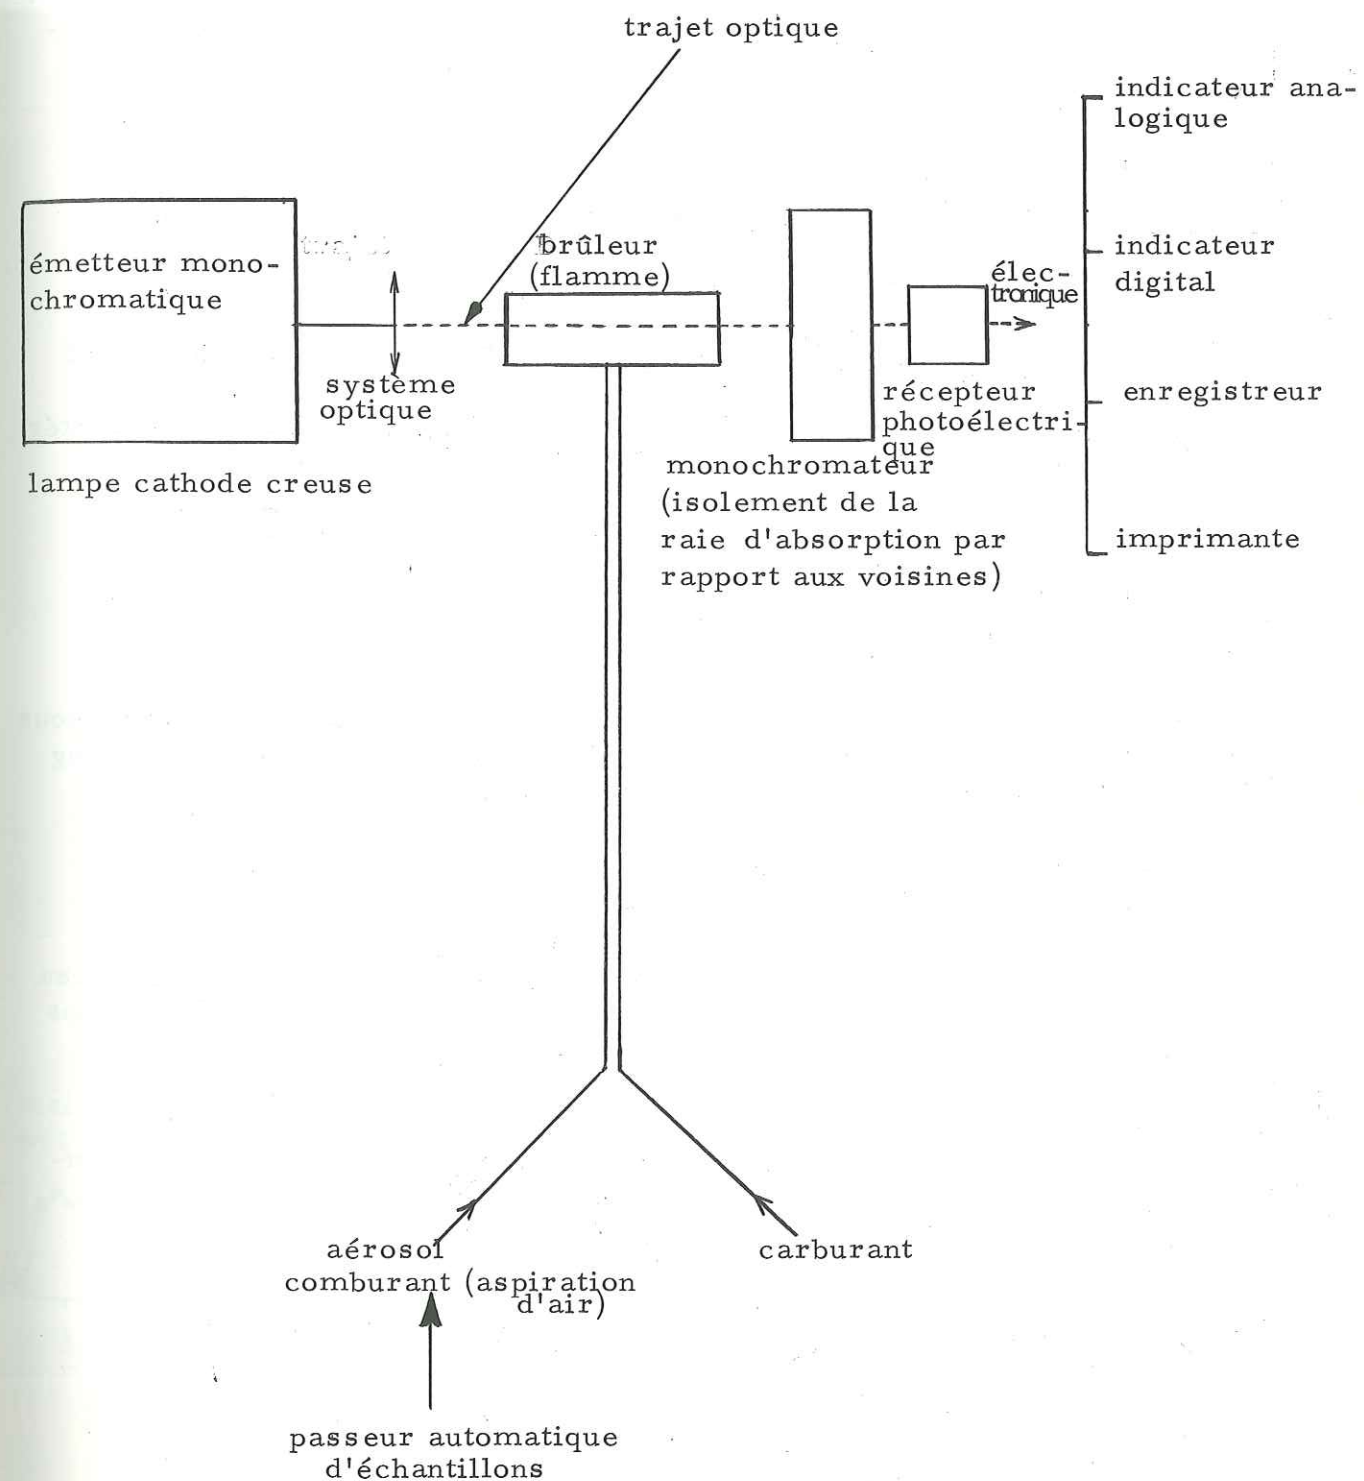 trajet optique
indicateur ana-
logique
émetteur mono-
chromatique
brûleur
(flamme)
élec-
tronique
indicateur
digital
système
optique
récepteur
photoélectri-
que
enregistreur
lampe cathode creuse
monochromateur
(isolement de la
raie d'absorption par
rapport aux voisines)
imprimante
aérosol
comburant (aspiration
d'air)
carburant
passeur automatique
d'échantillons